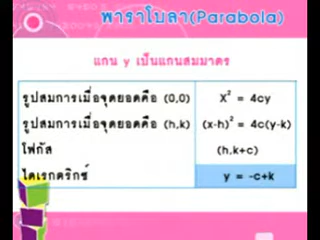 พาราโบลา(Parabola)
แกน y เป็นแกนสมมาตร
รูปสมการเมื่อจุดยอดคือ (0,0) X² = 4cy
รูปสมการเมื่อจุดยอดคือ (h,k) (x-h)² = 4c(y-k)
โฟกัส (h,k+c)
ไดเรกตริกซ์ y = -c+k